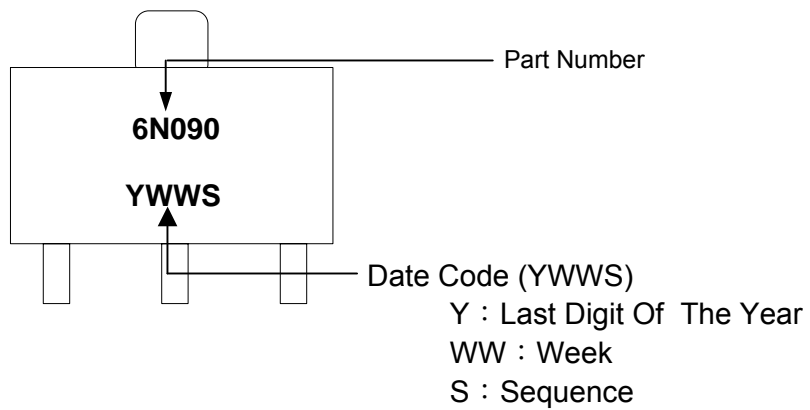 Part Number
6N090
YWWS
Date Code (YWWS)
Y：Last Digit Of The Year
WW：Week
S：Sequence